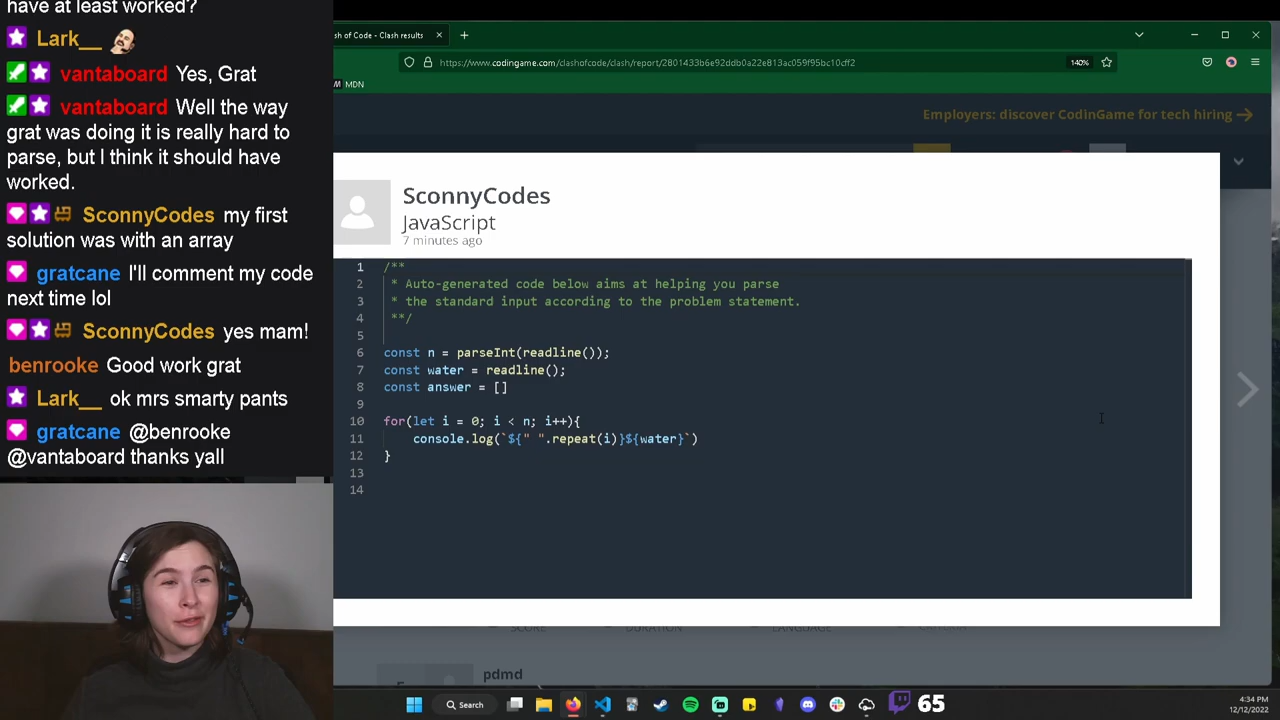 have at least worked?
Lark__
vantaboard Yes, Grat
vantaboard Well the way
grat was doing it is really hard to
parse, but I think it should have
worked.
SconnyCodes my first
solution was with an array
gratcane I'll comment my code
next time lol
SconnyCodes yes mam!
benrooke Good work grat
Lark__ ok mrs smarty pants
gratcane @benrooke
@vantaboard thanks yall
sh of Code - Clash results
https://www.codingame.com/clashofcode/clash/report/2801433b6e92ddb0a22e813ac059f95bc10cff2
140%
MDN
Employers: discover CodinGame for tech hiring
SconnyCodes
JavaScript
7 minutes ago
1 /**
2 * Auto-generated code below aims at helping you parse
3 * the standard input according to the problem statement.
4 **/
5
6 const n = parseInt(readline());
7 const water = readline();
8 const answer = []
9
10 for(let i = 0; i < n; i++){
11 console.log(`${" ".repeat(i)}${water}`)
12 }
13
14
SCORE DURATION LANGUAGE
pdmd
Search
65
4:34 PM
12/12/2022